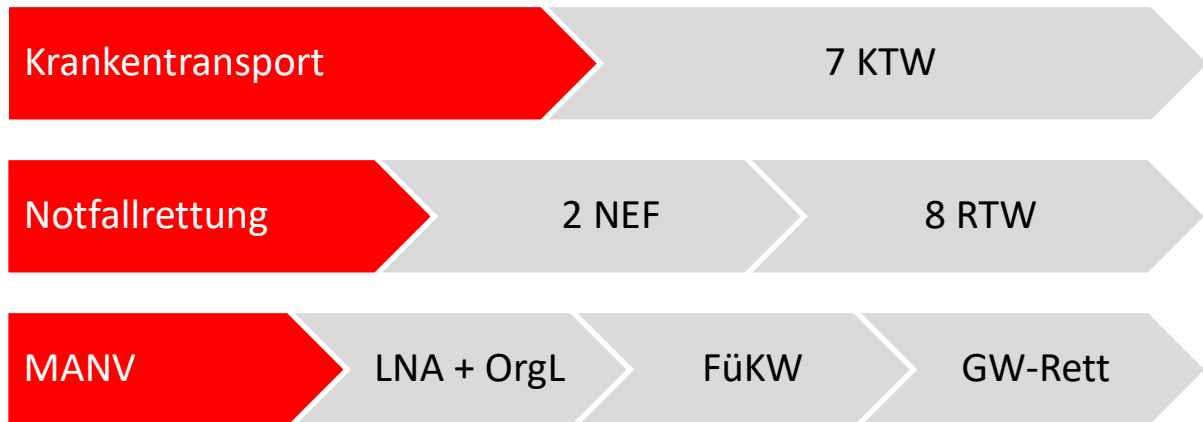 Krankentransport 7 KTW
Notfallrettung 2 NEF 8 RTW
MANV LNA + OrgL FüKW GW-Rett